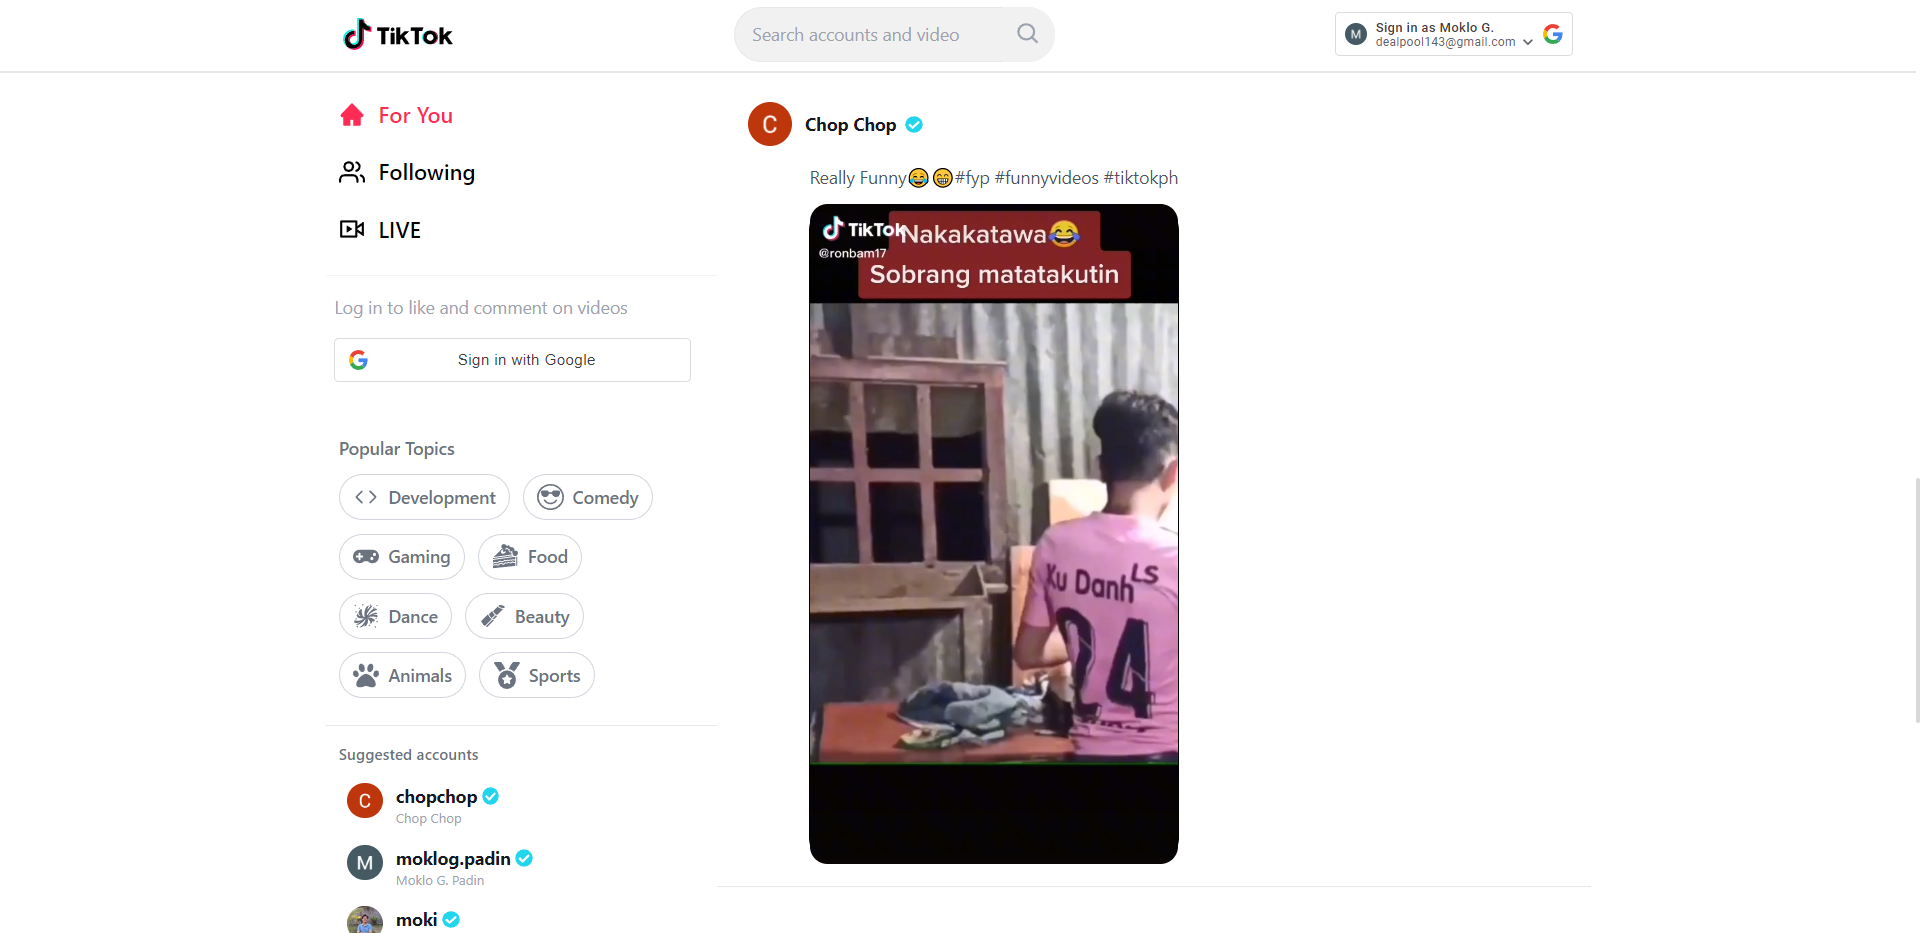 TikTok
Search accounts and video
M
Sign in as Moklo G.
dealpool143@gmail.com
For You
Following
LIVE
Log in to like and comment on videos
Sign in with Google
Popular Topics
Development
Comedy
Gaming
Food
Dance
Beauty
Animals
Sports
Suggested accounts
C
chopchop
Chop Chop
M
moklog.padin
Moklo G. Padin
moki
C
Chop Chop
Really Funny😂😁#fyp #funnyvideos #tiktokph
TikTok
@ronbam17
Nakakatawa😂
Sobrang matatakutin
Ku Danh LS
24